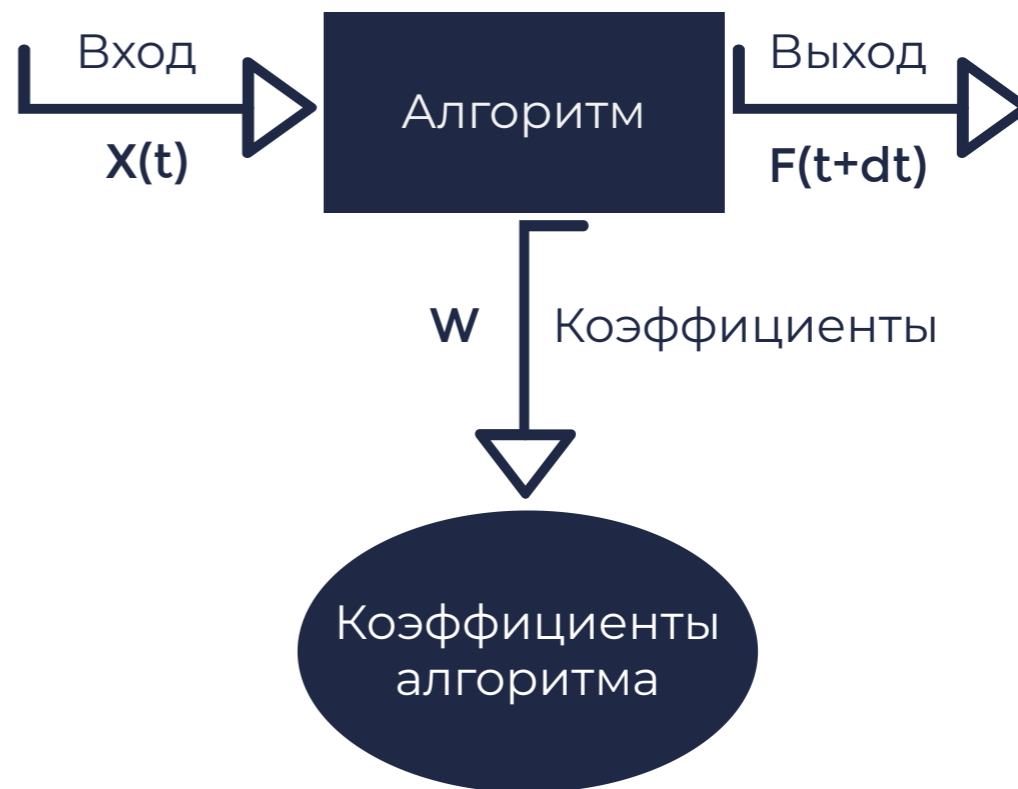 Вход
Выход
Алгоритм
X(t)
F(t+dt)
W
Коэффициенты
Коэффициенты
алгоритма